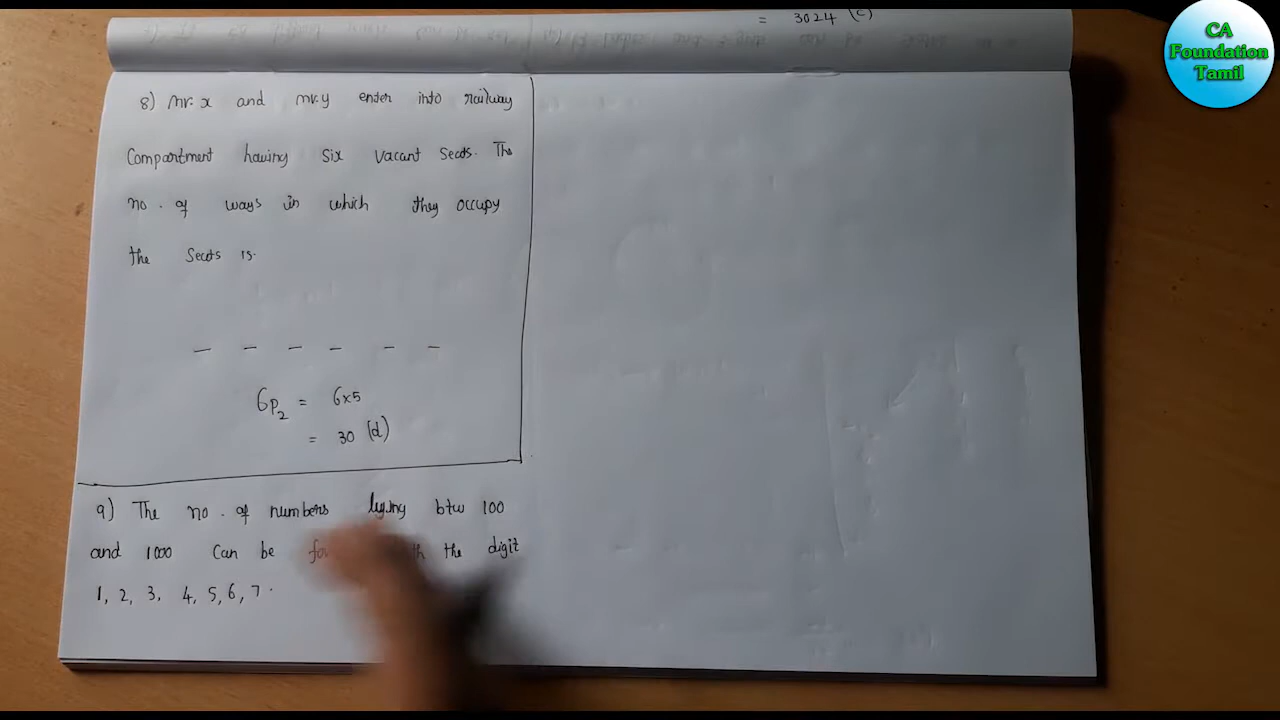 = 3024 (c)
CA
Foundation
Tamil
8) Mr. x and mr.y enter into railway
Compartment having Six Vacant Seats. The
no. of ways in which they occupy
the Seats is.
6P2 = 6x5
= 30 (d)
9) The no. of numbers lying btw 100
and 1000 Can be the digit
1, 2, 3, 4, 5, 6, 7.